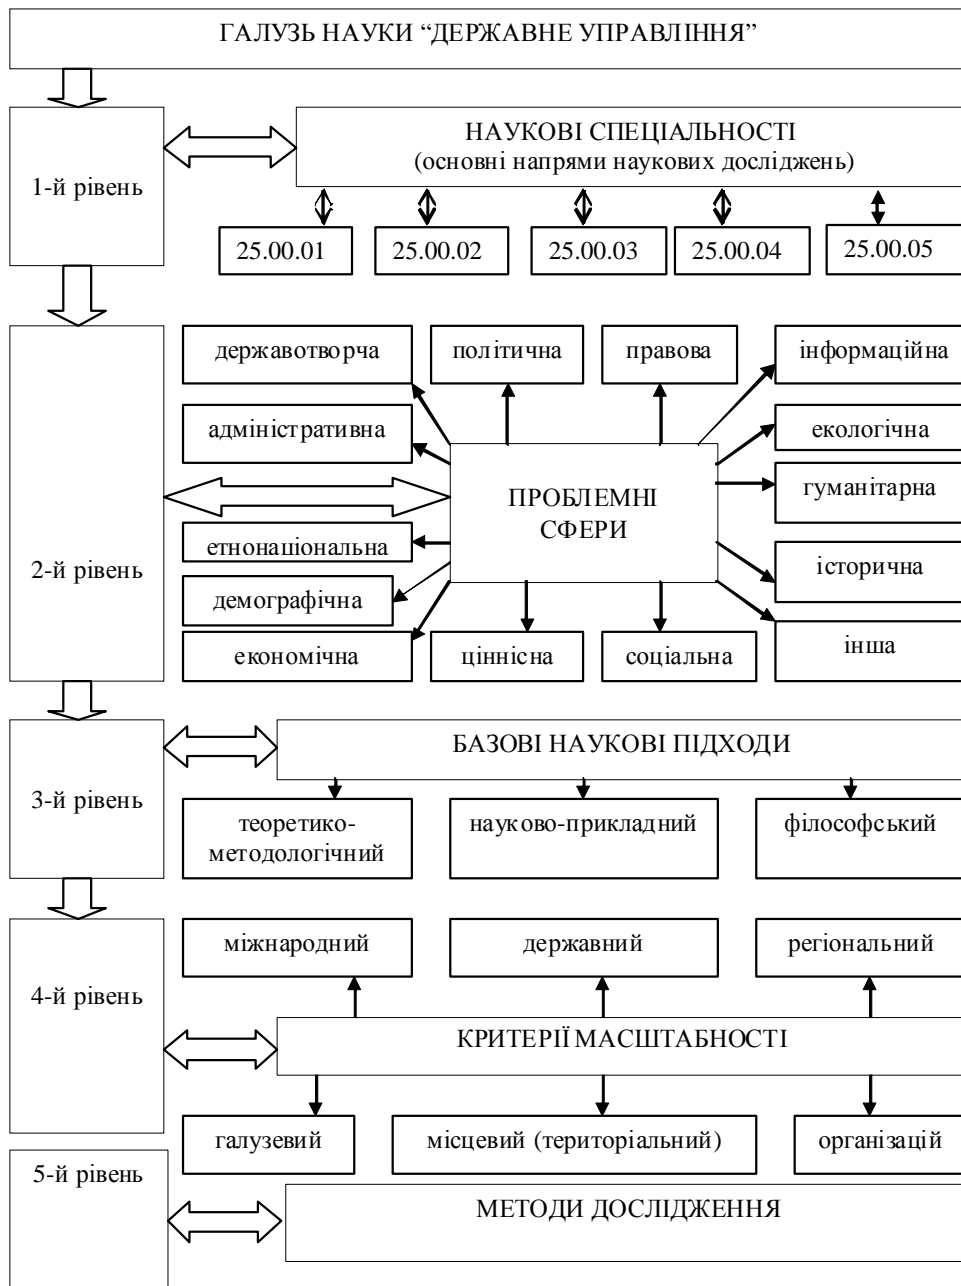 ГАЛУЗЬ НАУКИ “ДЕРЖАВНЕ УПРАВЛІННЯ”
1-й рівень
НАУКОВІ СПЕЦІАЛЬНОСТІ
(основні напрями наукових досліджень)
25.00.01
25.00.02
25.00.03
25.00.04
25.00.05
2-й рівень
державотворча
політична
правова
інформаційна
адміністративна
екологічна
ПРОБЛЕМНІ
СФЕРИ
гуманітарна
етнонаціональна
історична
демографічна
економічна
ціннісна
соціальна
інша
3-й рівень
БАЗОВІ НАУКОВІ ПІДХОДИ
теоретико-
методологічний
науково-прикладний
філософський
4-й рівень
міжнародний
державний
регіональний
КРИТЕРІЇ МАСШТАБНОСТІ
галузевий
місцевий (територіальний)
організацій
5-й рівень
МЕТОДИ ДОСЛІДЖЕННЯ